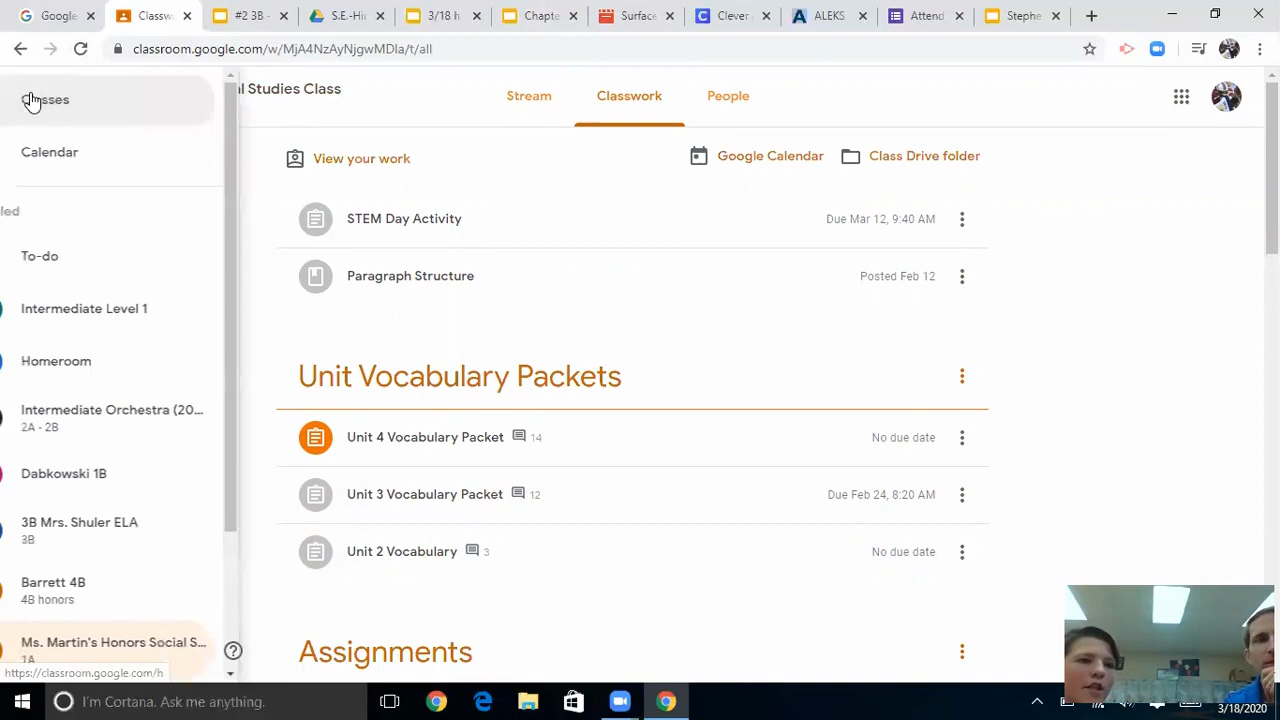 Google
Classw
#2 3B -
S.E.-Hi
3/18 h
Chapte
Surface
Clever
ALEKS
Attend
Stephe
classroom.google.com/w/MjA4NzAyNjgwMDIa/t/all
al Studies Class
Stream
Classwork
People
Classes
Calendar
led
To-do
Intermediate Level 1
Homeroom
Intermediate Orchestra (20...
2A - 2B
Dabkowski 1B
3B Mrs. Shuler ELA
3B
Barrett 4B
4B honors
Ms. Martin's Honors Social S...
1A
https://classroom.google.com/h
View your work
Google Calendar
Class Drive folder
STEM Day Activity
Due Mar 12, 9:40 AM
Paragraph Structure
Posted Feb 12
Unit Vocabulary Packets
Unit 4 Vocabulary Packet
14
No due date
Unit 3 Vocabulary Packet
12
Due Feb 24, 8:20 AM
Unit 2 Vocabulary
3
No due date
Assignments
I'm Cortana. Ask me anything.
3/18/2020